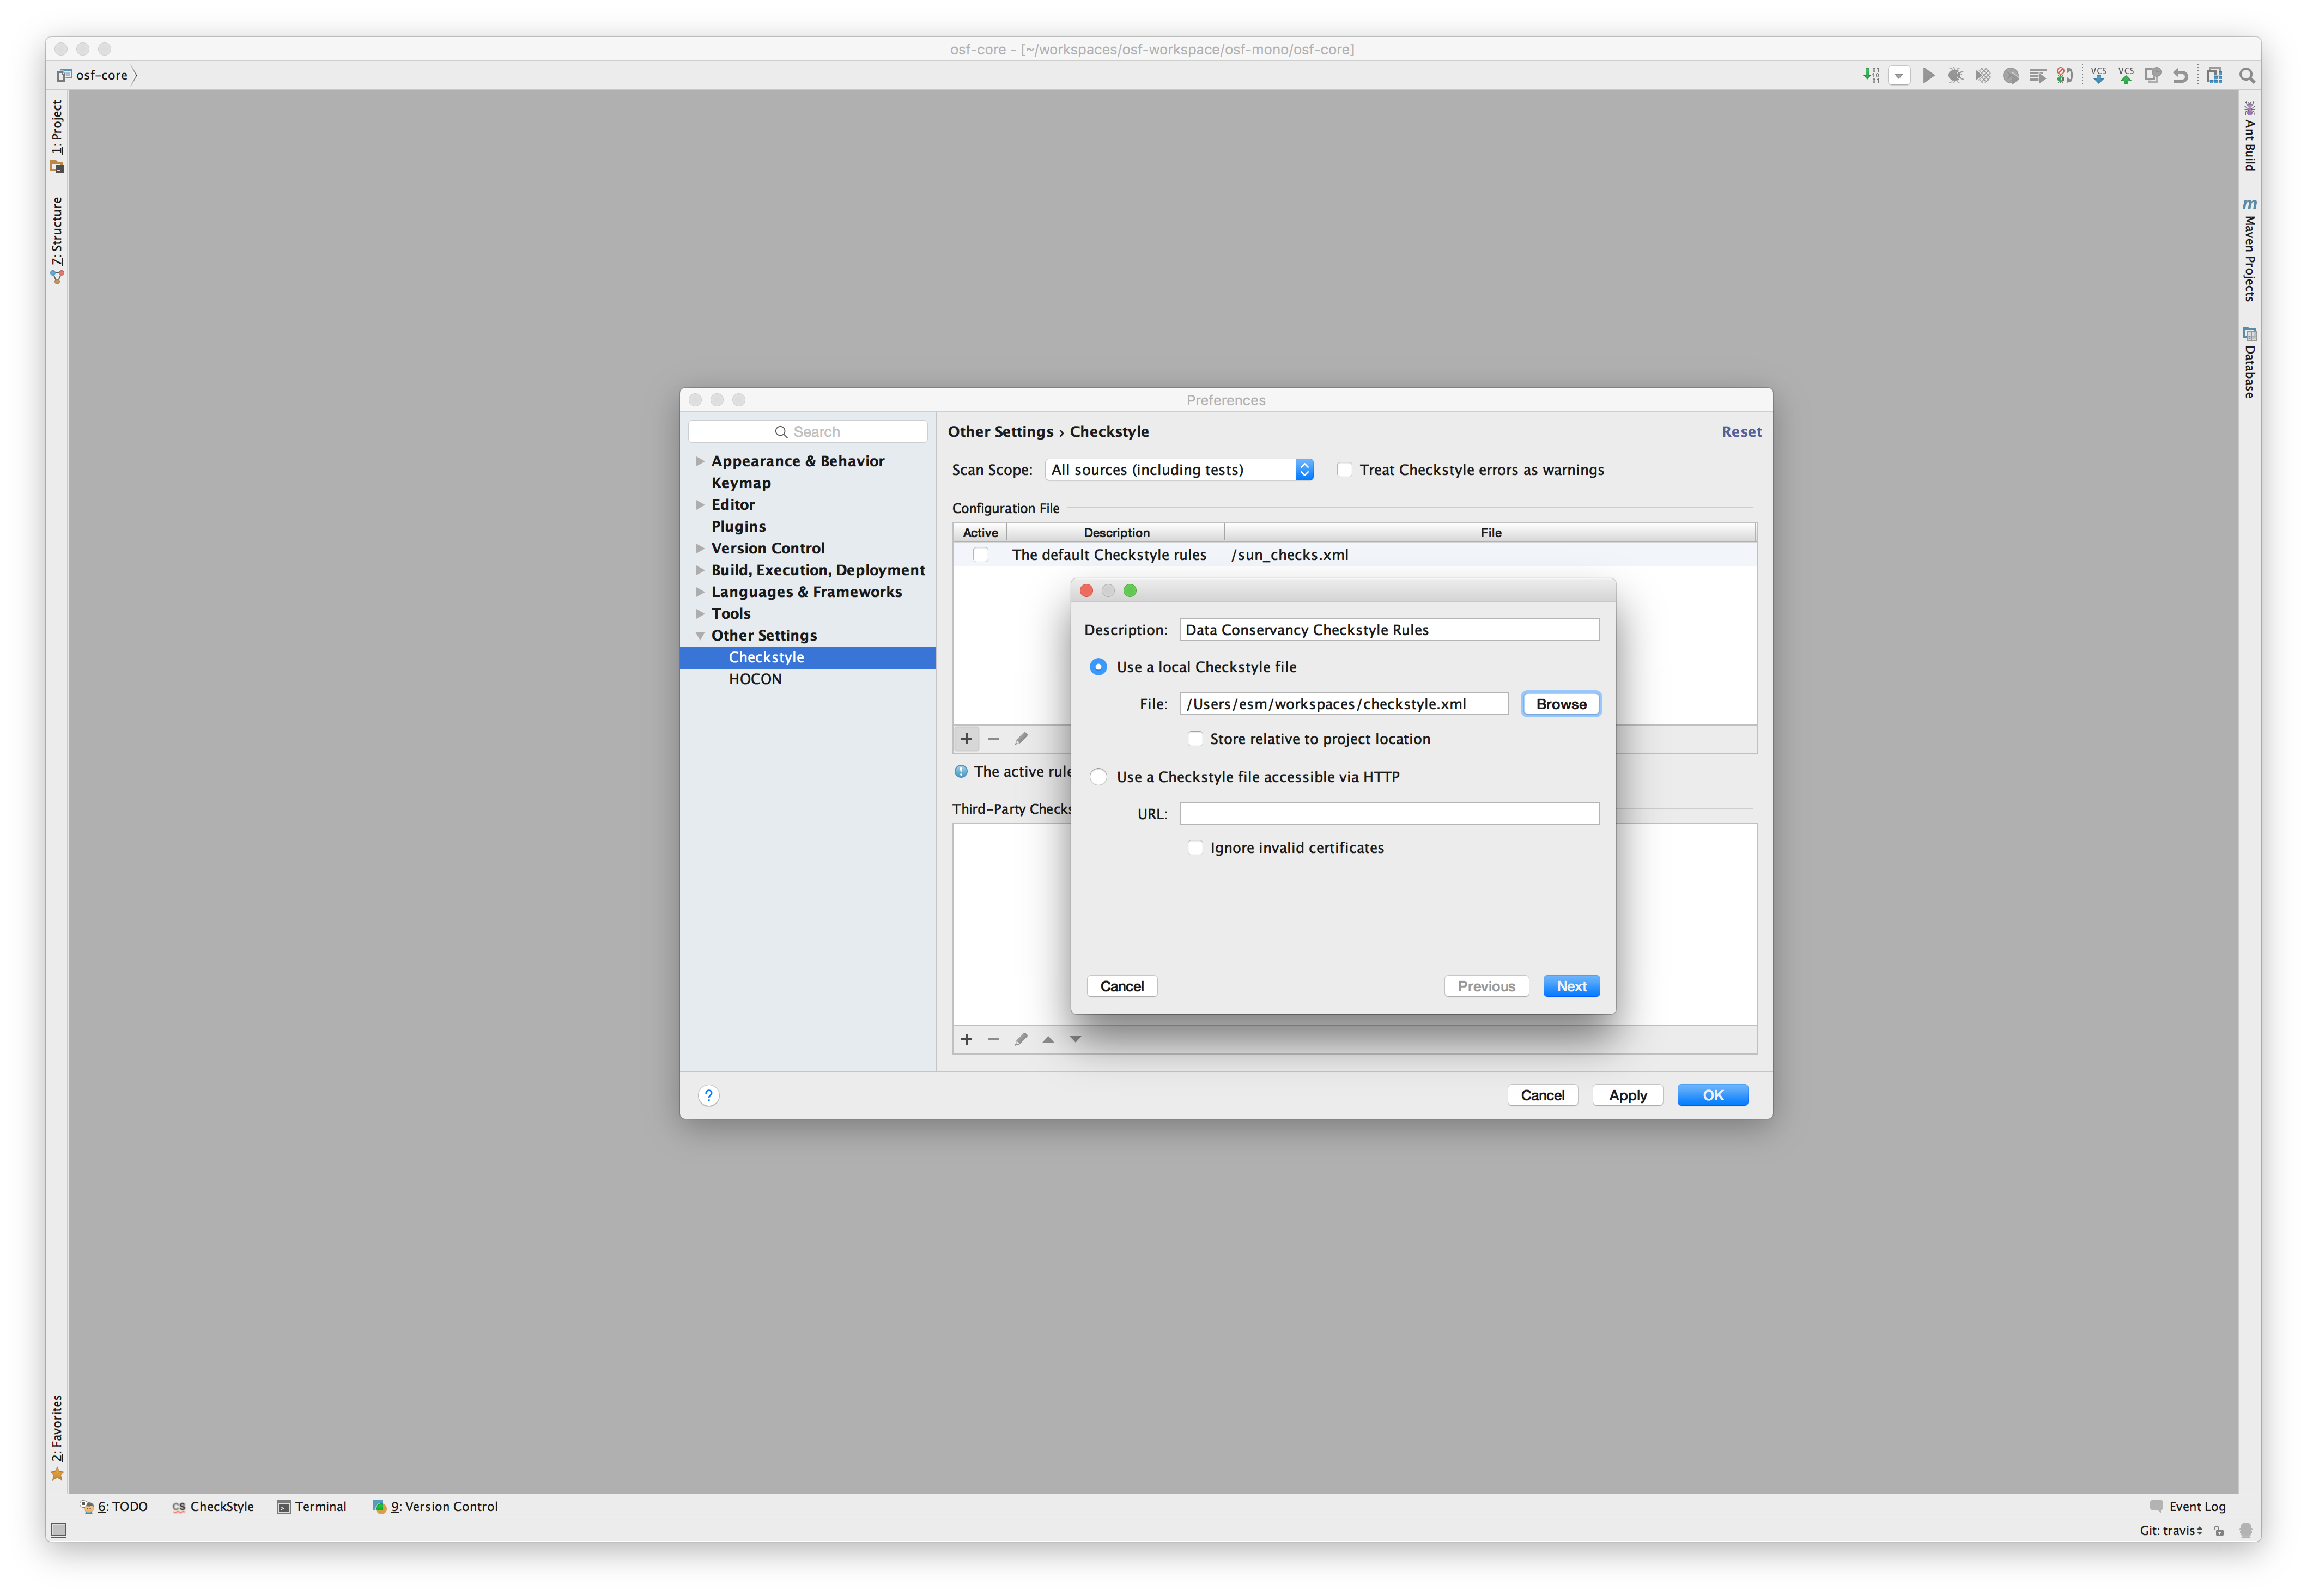 osf-core – [~/workspaces/osf-workspace/osf-mono/osf-core]
osf-core
VCS
VCS
1: Project
7: Structure
2: Favorites
Ant Build
m
Maven Projects
Database
Preferences
Search
Appearance & Behavior
Keymap
Editor
Plugins
Version Control
Build, Execution, Deployment
Languages & Frameworks
Tools
Other Settings
Checkstyle
HOCON
Other Settings › Checkstyle
Reset
Scan Scope: All sources (including tests)
Treat Checkstyle errors as warnings
Configuration File
Active Description File
The default Checkstyle rules /sun_checks.xml
The active rule
Third-Party Checks
Description: Data Conservancy Checkstyle Rules
Use a local Checkstyle file
File: /Users/esm/workspaces/checkstyle.xml Browse
Store relative to project location
Use a Checkstyle file accessible via HTTP
URL:
Ignore invalid certificates
Cancel Previous Next
? Cancel Apply OK
6: TODO CS CheckStyle Terminal 9: Version Control Event Log
Git: travis